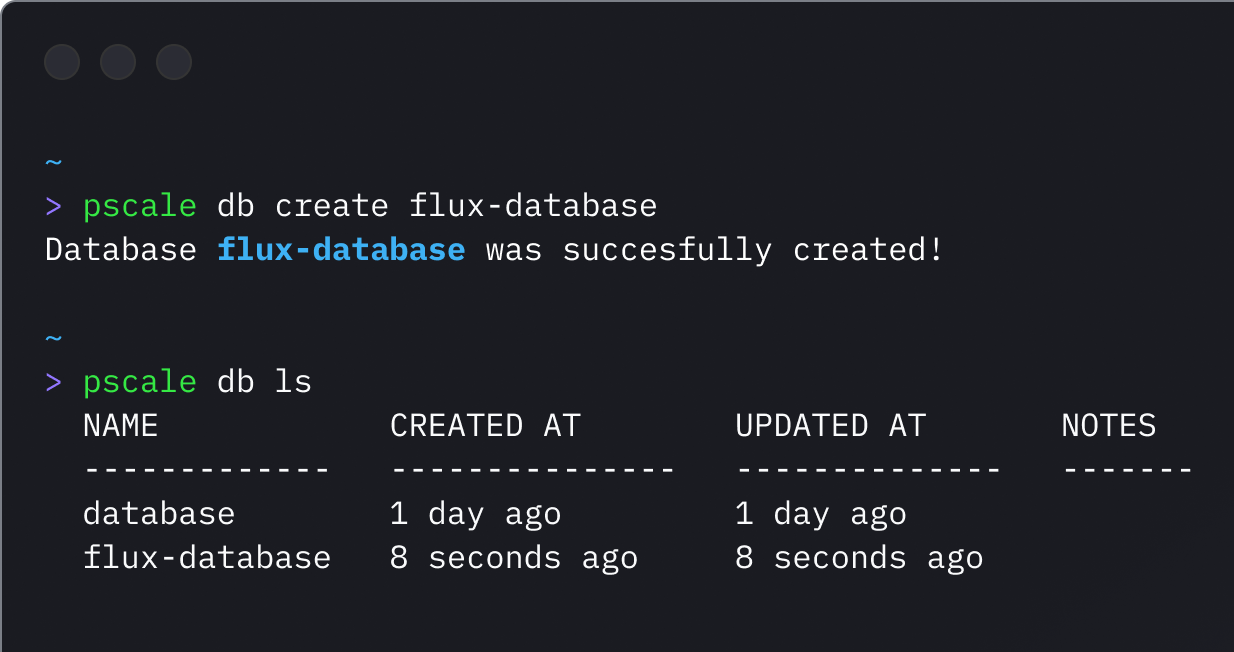 ~
> pscale db create flux-database
Database flux-database was succesfully created!
~
> pscale db ls
NAME CREATED AT UPDATED AT NOTES
------------- --------------- -------------- -------
database 1 day ago 1 day ago
flux-database 8 seconds ago 8 seconds ago